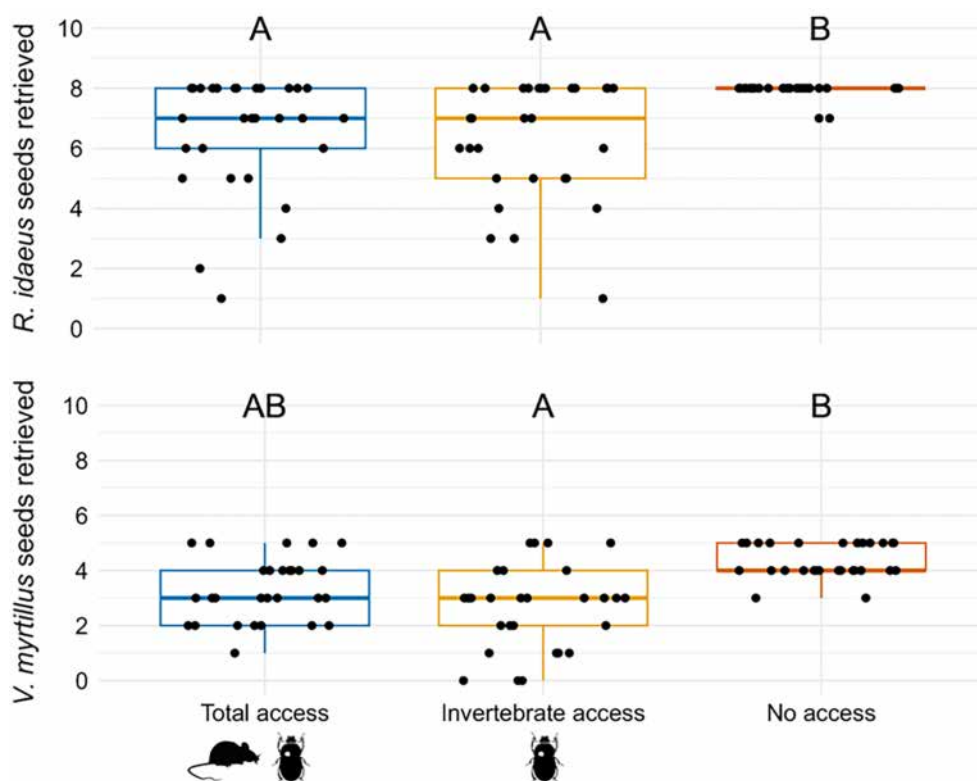 A A B
10
8
6
4
2
0
R. idaeus seeds retrieved
AB A B
10
8
6
4
2
0
V. myrtillus seeds retrieved
Total access Invertebrate access No access